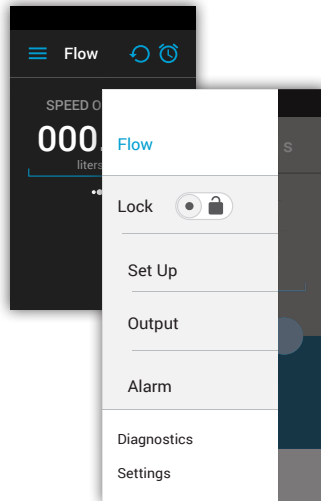 Flow
SPEED O
000.
liters
S
Flow
Lock
Set Up
Output
Alarm
Diagnostics
Settings